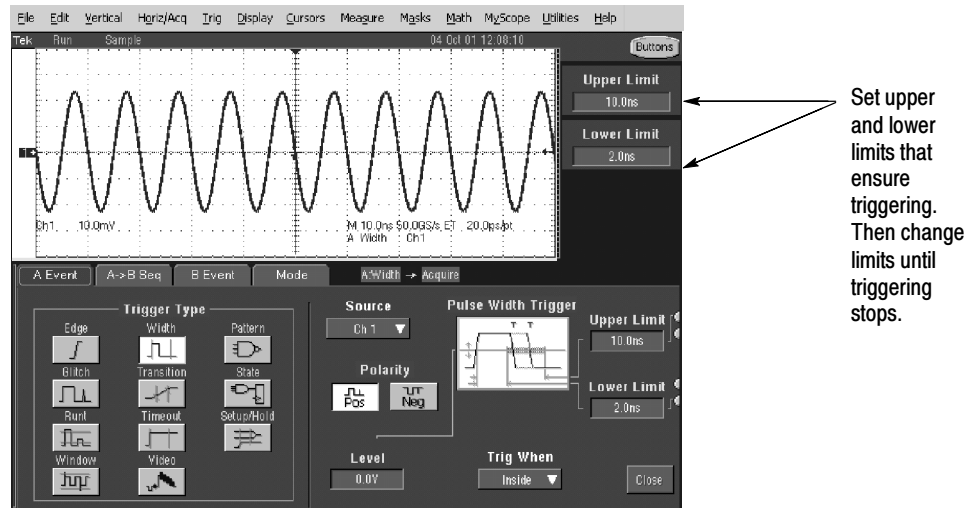 File Edit Vertical Horiz/Acq Trig Display Cursors Measure Masks Math MyScope Utilities Help
Tek Run Sample 04 Oct 01 12:08:10
Buttons
Upper Limit
10.0ns
Lower Limit
2.0ns
Set upper
and lower
limits that
ensure
triggering.
Then change
limits until
triggering
stops.
1
Ch1 10.0mV M 10.0ns 50.0GS/s ET 20.0ps/pt
A Width Ch1
A Event A->B Seq B Event Mode A:Width → Acquire
Trigger Type
Edge Width Pattern
Glitch Transition State
Runt Timeout Setup/Hold
Window Video
Source
Ch 1
Polarity
Pos Neg
Level
0.0V
Pulse Width Trigger
T T
Upper Limit
10.0ns
Lower Limit
2.0ns
Trig When
Inside
Close